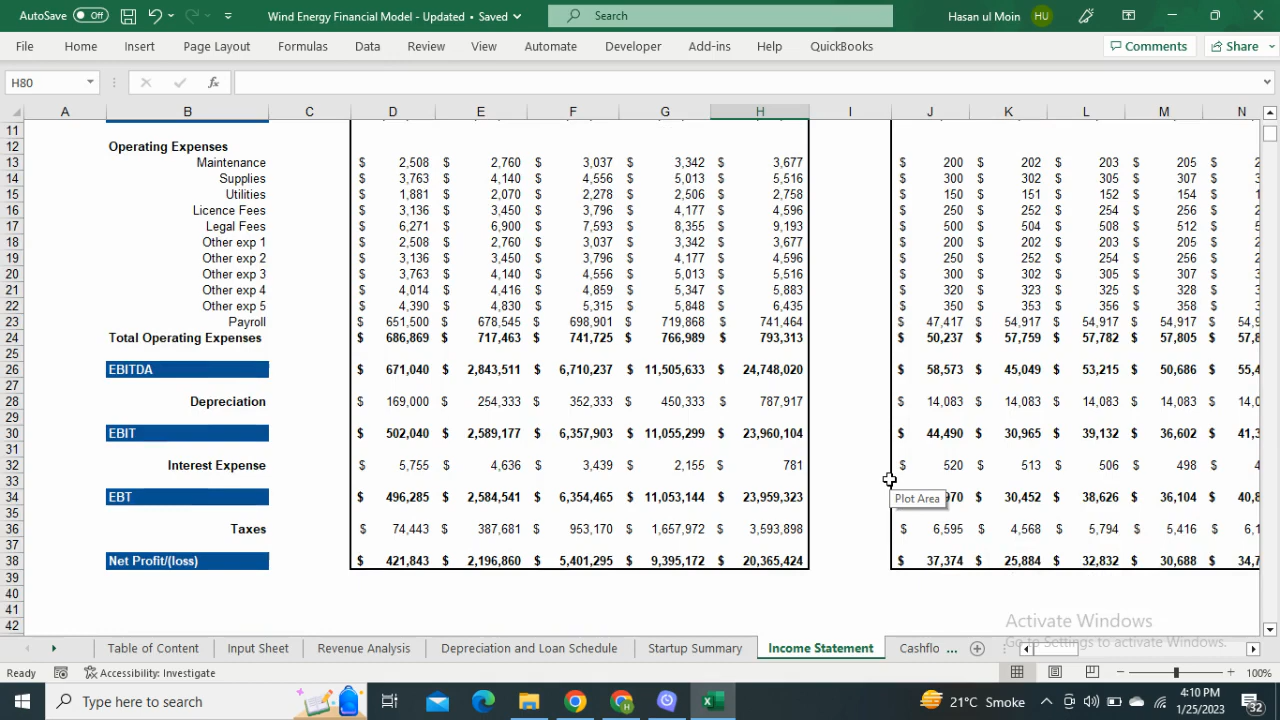 AutoSave Off Wind Energy Financial Model - Updated • Saved Search Hasan ul Moin HU
File Home Insert Page Layout Formulas Data Review View Automate Developer Add-ins Help QuickBooks Comments Share
H80 fx
A B C D E F G H I J K L M N
11
12 Operating Expenses
13 Maintenance $ 2,508 $ 2,760 $ 3,037 $ 3,342 $ 3,677 $ 200 $ 202 $ 203 $ 205 $
14 Supplies $ 3,763 $ 4,140 $ 4,556 $ 5,013 $ 5,516 $ 300 $ 302 $ 305 $ 307 $
15 Utilities $ 1,881 $ 2,070 $ 2,278 $ 2,506 $ 2,758 $ 150 $ 151 $ 152 $ 154 $
16 Licence Fees $ 3,136 $ 3,450 $ 3,796 $ 4,177 $ 4,596 $ 250 $ 252 $ 254 $ 256 $
17 Legal Fees $ 6,271 $ 6,900 $ 7,593 $ 8,355 $ 9,193 $ 500 $ 504 $ 508 $ 512 $
18 Other exp 1 $ 2,508 $ 2,760 $ 3,037 $ 3,342 $ 3,677 $ 200 $ 202 $ 203 $ 205 $
19 Other exp 2 $ 3,136 $ 3,450 $ 3,796 $ 4,177 $ 4,596 $ 250 $ 252 $ 254 $ 256 $
20 Other exp 3 $ 3,763 $ 4,140 $ 4,556 $ 5,013 $ 5,516 $ 300 $ 302 $ 305 $ 307 $
21 Other exp 4 $ 4,014 $ 4,416 $ 4,859 $ 5,347 $ 5,883 $ 320 $ 323 $ 325 $ 328 $
22 Other exp 5 $ 4,390 $ 4,830 $ 5,315 $ 5,848 $ 6,435 $ 350 $ 353 $ 356 $ 358 $
23 Payroll $ 651,500 $ 678,545 $ 698,901 $ 719,868 $ 741,464 $ 47,417 $ 54,917 $ 54,917 $ 54,917 $ 54,9
24 Total Operating Expenses $ 686,869 $ 717,463 $ 741,725 $ 766,989 $ 793,313 $ 50,237 $ 57,759 $ 57,782 $ 57,805 $ 57,8
25
26 EBITDA $ 671,040 $ 2,843,511 $ 6,710,237 $ 11,505,633 $ 24,748,020 $ 58,573 $ 45,049 $ 53,215 $ 50,686 $ 55,4
27
28 Depreciation $ 169,000 $ 254,333 $ 352,333 $ 450,333 $ 787,917 $ 14,083 $ 14,083 $ 14,083 $ 14,083 $ 14,0
29
30 EBIT $ 502,040 $ 2,589,177 $ 6,357,903 $ 11,055,299 $ 23,960,104 $ 44,490 $ 30,965 $ 39,132 $ 36,602 $ 41,3
31
32 Interest Expense $ 5,755 $ 4,636 $ 3,439 $ 2,155 $ 781 $ 520 $ 513 $ 506 $ 498 $ 4
33
34 EBT $ 496,285 $ 2,584,541 $ 6,354,465 $ 11,053,144 $ 23,959,323 970 $ 30,452 $ 38,626 $ 36,104 $ 40,8
Plot Area
35
36 Taxes $ 74,443 $ 387,681 $ 953,170 $ 1,657,972 $ 3,593,898 $ 6,595 $ 4,568 $ 5,794 $ 5,416 $ 6,1
37
38 Net Profit/(loss) $ 421,843 $ 2,196,860 $ 5,401,295 $ 9,395,172 $ 20,365,424 $ 37,374 $ 25,884 $ 32,832 $ 30,688 $ 34,7
39
40
41
42
Activate Windows
Go to Settings to activate Windows.
Table of Content Input Sheet Revenue Analysis Depreciation and Loan Schedule Startup Summary Income Statement Cashflo ...
Ready Accessibility: Investigate 100%
Type here to search 21°C Smoke 4:10 PM
1/25/2023 32